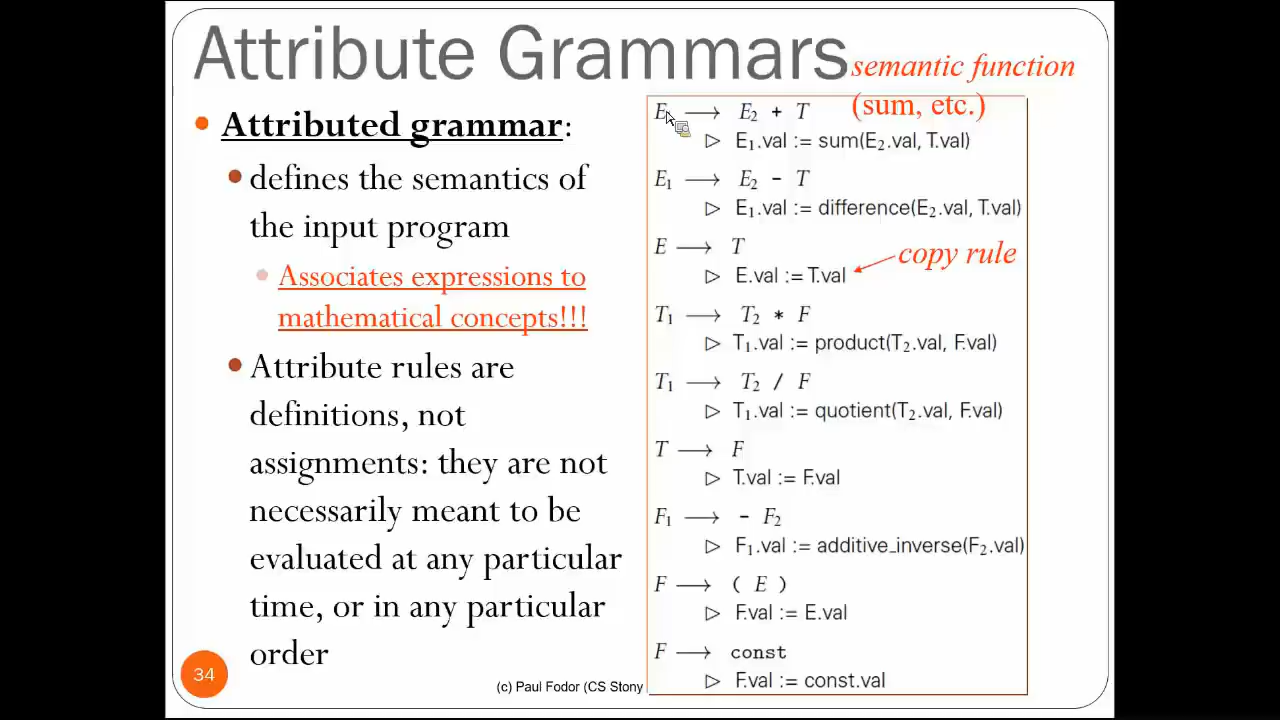 Attribute Grammars
semantic function
(sum, etc.)
• Attributed grammar:
• defines the semantics of
the input program
• Associates expressions to
mathematical concepts!!!
• Attribute rules are
definitions, not
assignments: they are not
necessarily meant to be
evaluated at any particular
time, or in any particular
order
E ⟶ E₂ + T
▷ E₁.val := sum(E₂.val, T.val)
E₁ ⟶ E₂ - T
▷ E₁.val := difference(E₂.val, T.val)
E ⟶ T
▷ E.val := T.val
copy rule
T₁ ⟶ T₂ * F
▷ T₁.val := product(T₂.val, F.val)
T₁ ⟶ T₂ / F
▷ T₁.val := quotient(T₂.val, F.val)
T ⟶ F
▷ T.val := F.val
F₁ ⟶ - F₂
▷ F₁.val := additive_inverse(F₂.val)
F ⟶ ( E )
▷ F.val := E.val
F ⟶ const
▷ F.val := const.val
34
(c) Paul Fodor (CS Stony